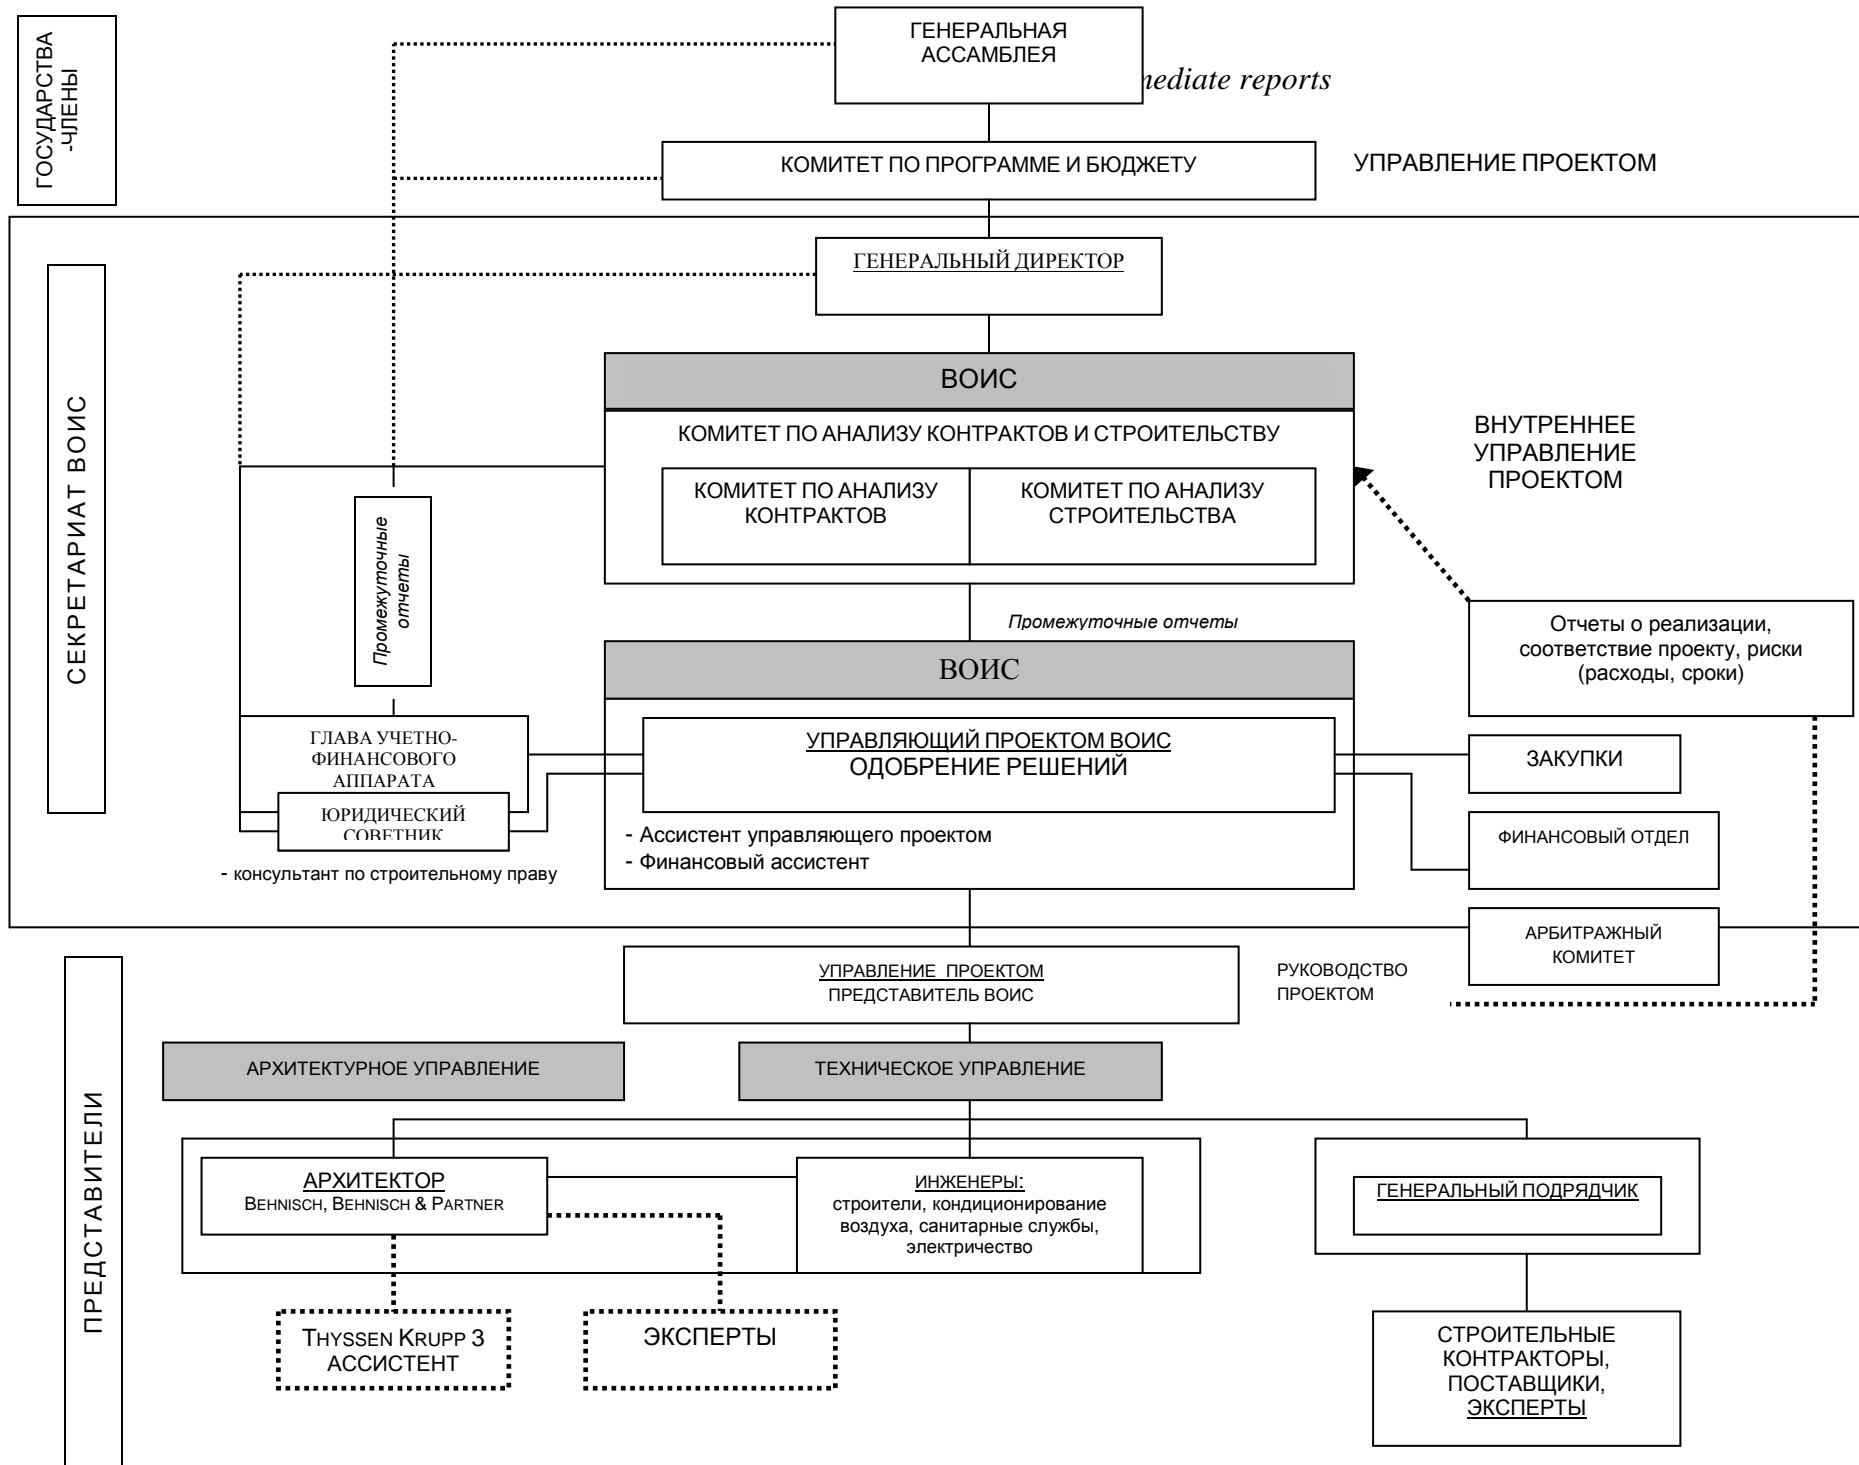 ГОСУДАРСТВА
-ЧЛЕНЫ
ГЕНЕРАЛЬНАЯ
АССАМБЛЕЯ
reports
КОМИТЕТ ПО ПРОГРАММЕ И БЮДЖЕТУ
УПРАВЛЕНИЕ ПРОЕКТОМ
СЕКРЕТАРИАТ ВОИС
ГЕНЕРАЛЬНЫЙ ДИРЕКТОР
ВОИС
КОМИТЕТ ПО АНАЛИЗУ КОНТРАКТОВ И СТРОИТЕЛЬСТВУ
КОМИТЕТ ПО АНАЛИЗУ
КОНТРАКТОВ
КОМИТЕТ ПО АНАЛИЗУ
СТРОИТЕЛЬСТВА
ВНУТРЕННЕЕ
УПРАВЛЕНИЕ
ПРОЕКТОМ
Промежуточные
отчеты
Промежуточные отчеты
Отчеты о реализации,
соответствие проекту, риски
(расходы, сроки)
ВОИС
ГЛАВА УЧЕТНО-
ФИНАНСОВОГО
АППАРАТА
ЮРИДИЧЕСКИЙ
СОВЕТНИК
- консультант по строительному праву
УПРАВЛЯЮЩИЙ ПРОЕКТОМ ВОИС
ОДОБРЕНИЕ РЕШЕНИЙ
- Ассистент управляющего проектом
- Финансовый ассистент
ЗАКУПКИ
ФИНАНСОВЫЙ ОТДЕЛ
АРБИТРАЖНЫЙ
КОМИТЕТ
ПРЕДСТАВИТЕЛИ
УПРАВЛЕНИЕ ПРОЕКТОМ
ПРЕДСТАВИТЕЛЬ ВОИС
РУКОВОДСТВО
ПРОЕКТОМ
АРХИТЕКТУРНОЕ УПРАВЛЕНИЕ
ТЕХНИЧЕСКОЕ УПРАВЛЕНИЕ
АРХИТЕКТОР
BEHNISCH, BEHNISCH & PARTNER
ИНЖЕНЕРЫ:
строители, кондиционирование
воздуха, санитарные службы,
электричество
ГЕНЕРАЛЬНЫЙ ПОДРЯДЧИК
THYSSEN KRUPP 3
АССИСТЕНТ
ЭКСПЕРТЫ
СТРОИТЕЛЬНЫЕ
КОНТРАКТОРЫ,
ПОСТАВЩИКИ,
ЭКСПЕРТЫ